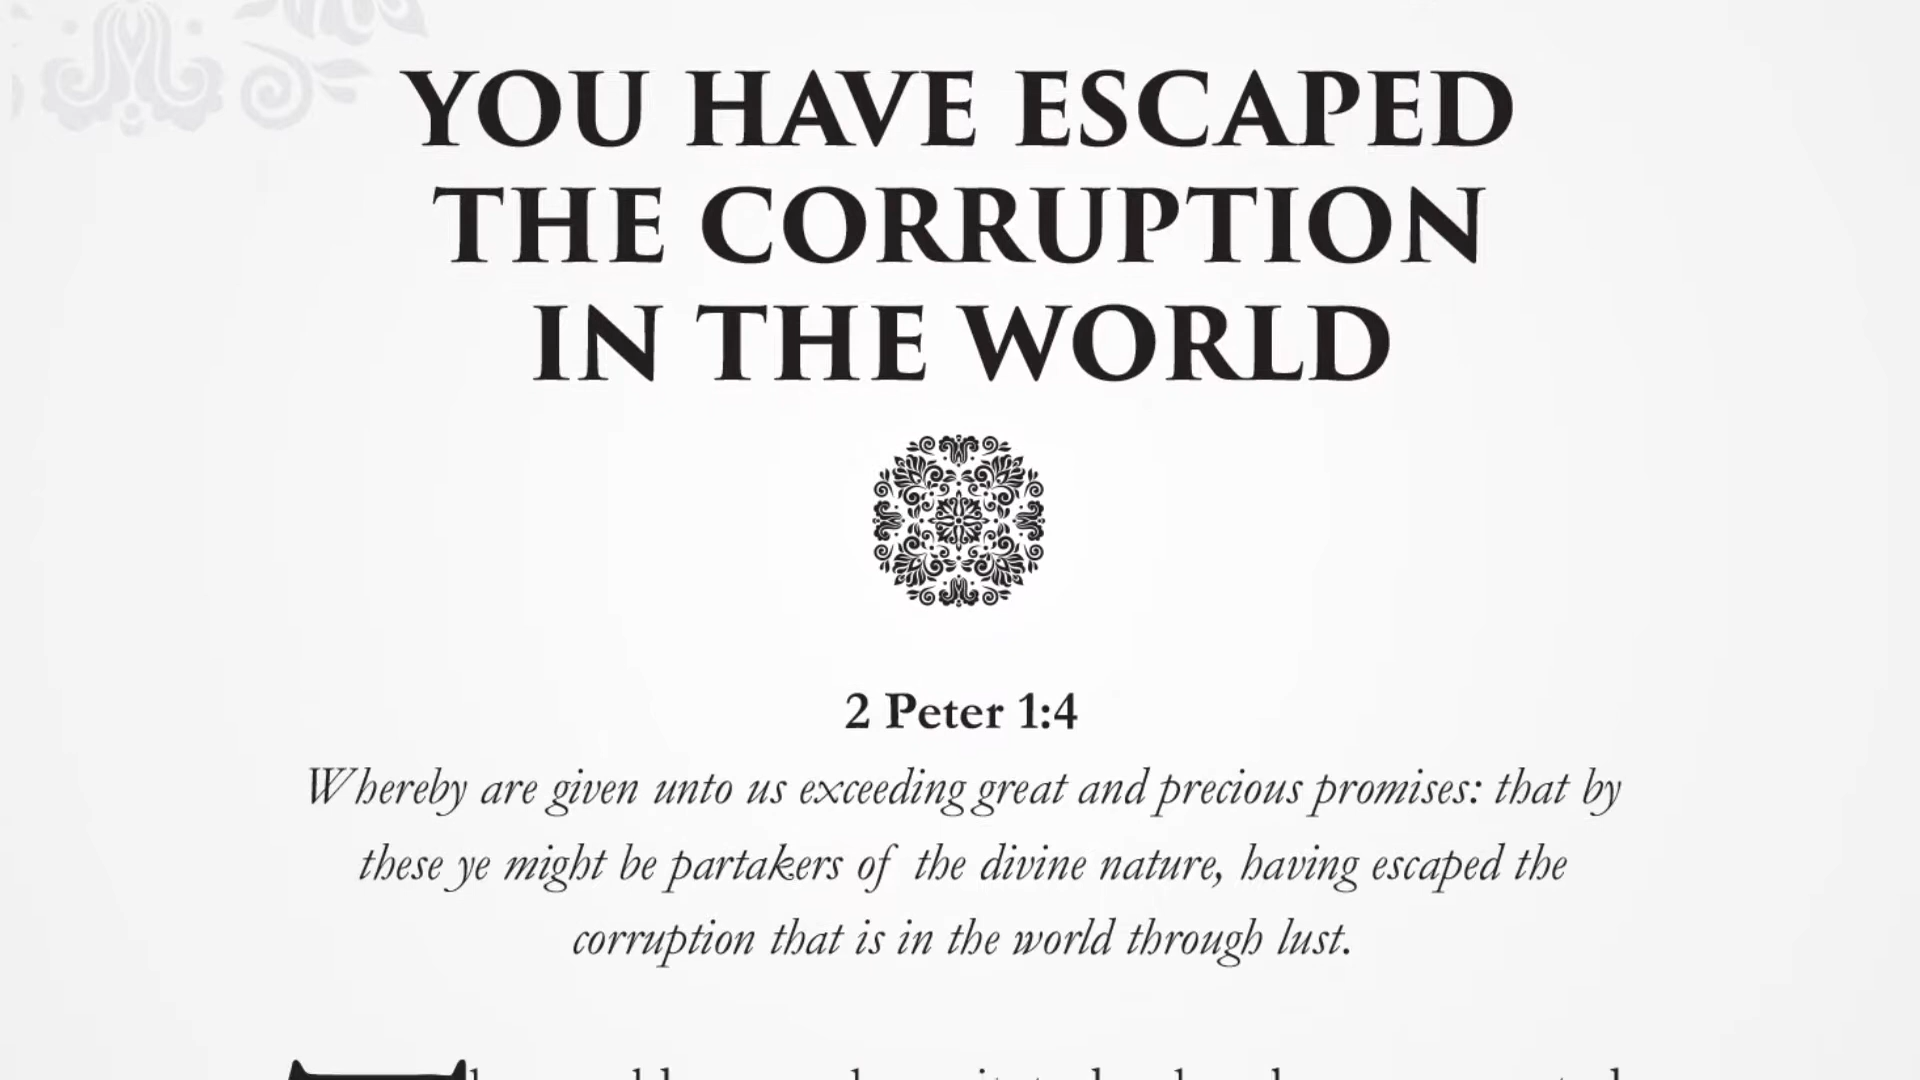 YOU HAVE ESCAPED
THE CORRUPTION
IN THE WORLD
2 Peter 1:4
Whereby are given unto us exceeding great and precious promises: that by
these ye might be partakers of the divine nature, having escaped the
corruption that is in the world through lust.